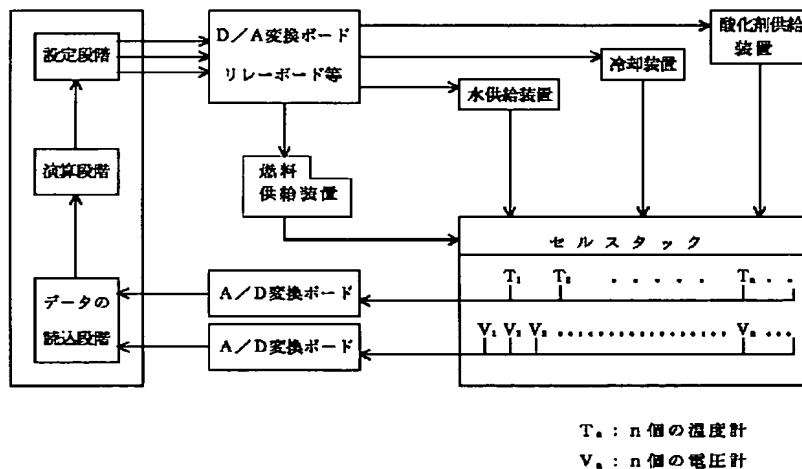 設定段階
D/A変換ボード
リレーボード等
酸化剤供給
装置
冷却装置
水供給装置
演算段階
燃料
供給装置
セルスタック
T₁ T₂ ・・・・・・ Tₙ ・・・
データの
読込段階
A/D変換ボード
A/D変換ボード
V₁ V₂ V₃ ・・・・・・・・・・・・ Vₙ ・・・
Tₙ:n個の温度計
Vₙ:n個の電圧計